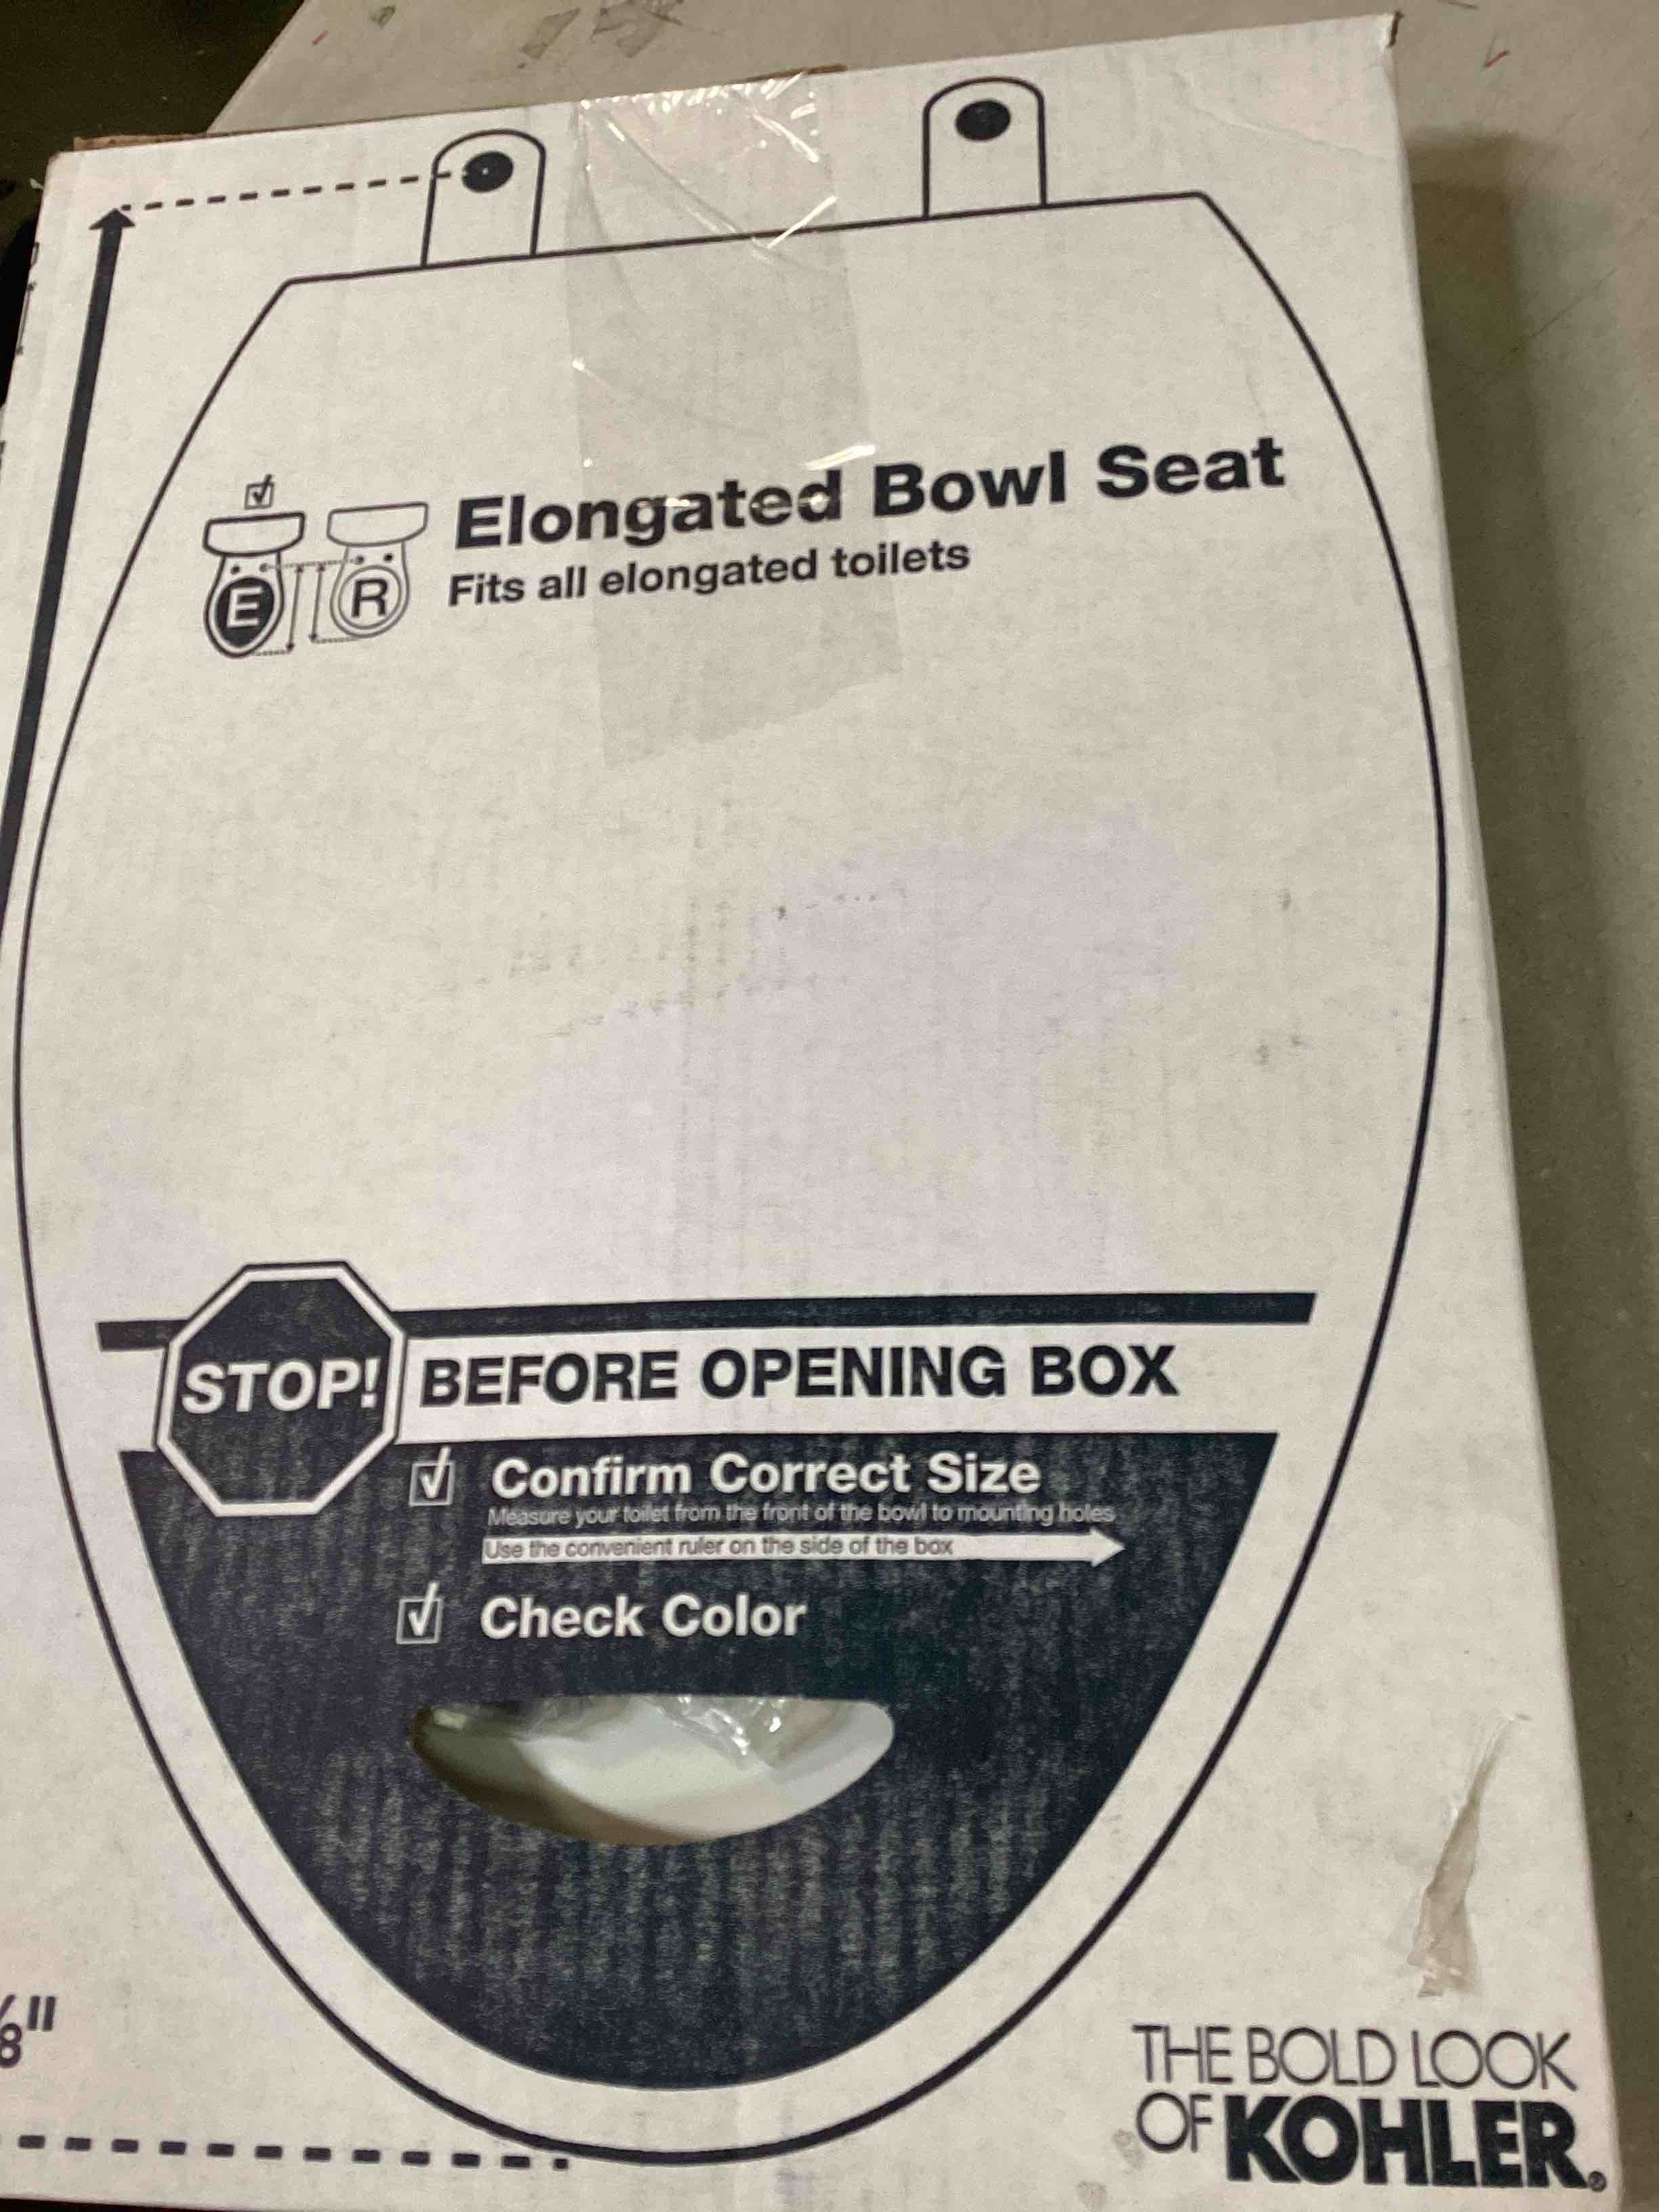 Elongated Bowl Seat
Fits all elongated toilets
E
R
STOP!
BEFORE OPENING BOX
Confirm Correct Size
Measure your toilet from the front of the bowl to mounting holes
Use the convenient ruler on the side of the box
Check Color
8"
THE BOLD LOOK
OF KOHLER®